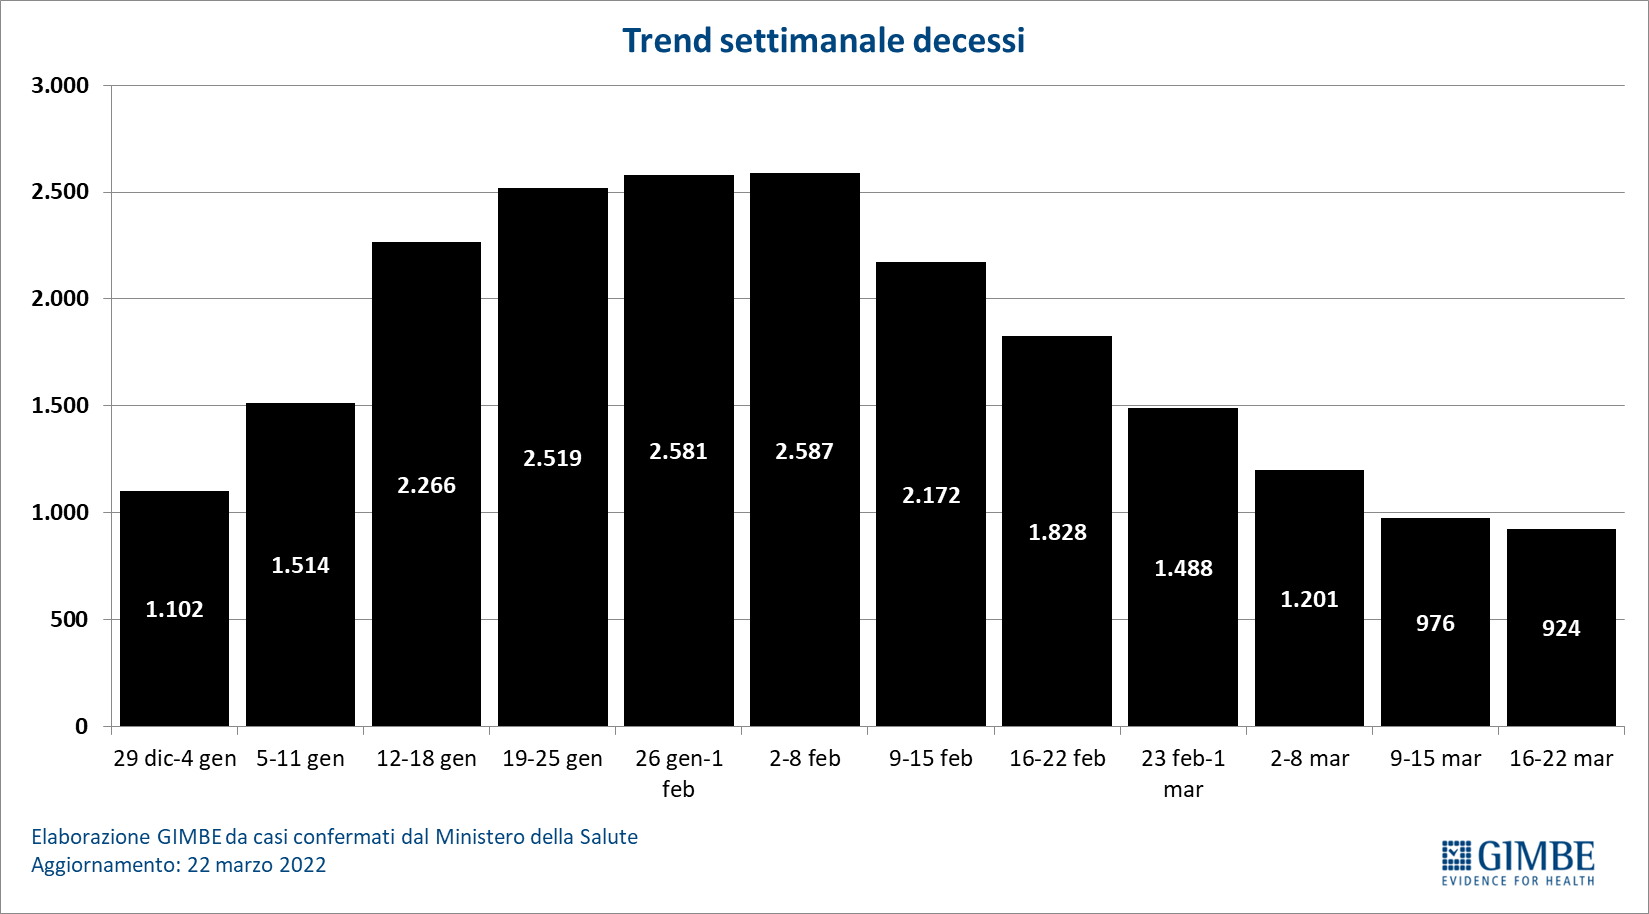 Trend settimanale decessi
3.000
2.500
2.000
1.500
1.000
500
0
1.102
1.514
2.266
2.519
2.581
2.587
2.172
1.828
1.488
1.201
976
924
29 dic-4 gen
5-11 gen
12-18 gen
19-25 gen
26 gen-1
feb
2-8 feb
9-15 feb
16-22 feb
23 feb-1
mar
2-8 mar
9-15 mar
16-22 mar
Elaborazione GIMBE da casi confermati dal Ministero della Salute
Aggiornamento: 22 marzo 2022
GIMBE
EVIDENCE FOR HEALTH